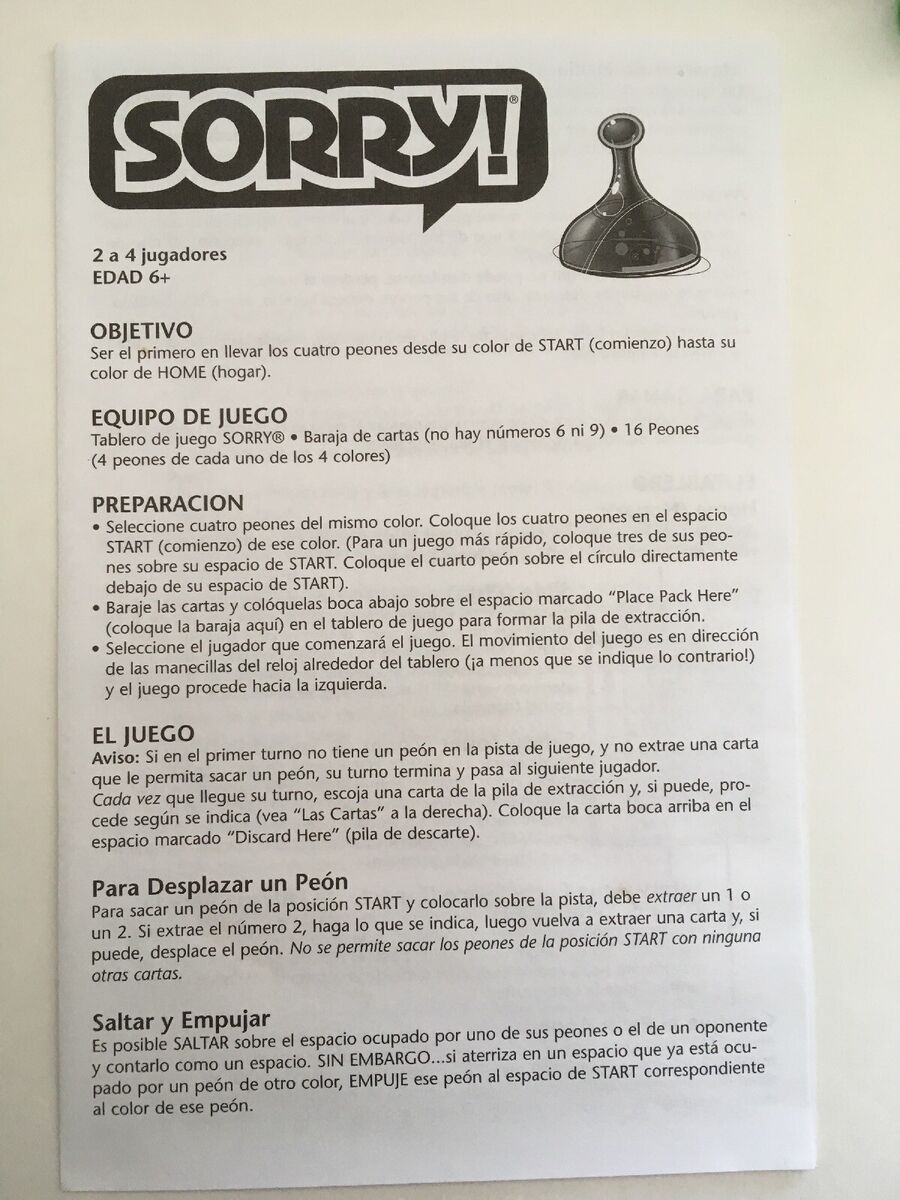 SORRY!®
2 a 4 jugadores
EDAD 6+
OBJETIVO
Ser el primero en llevar los cuatro peones desde su color de START (comienzo) hasta su
color de HOME (hogar).
EQUIPO DE JUEGO
Tablero de juego SORRY® • Baraja de cartas (no hay números 6 ni 9) • 16 Peones
(4 peones de cada uno de los 4 colores)
PREPARACION
• Seleccione cuatro peones del mismo color. Coloque los cuatro peones en el espacio
START (comienzo) de ese color. (Para un juego más rápido, coloque tres de sus peo-
nes sobre su espacio de START. Coloque el cuarto peón sobre el círculo directamente
debajo de su espacio de START).
• Baraje las cartas y colóquelas boca abajo sobre el espacio marcado “Place Pack Here”
(coloque la baraja aquí) en el tablero de juego para formar la pila de extracción.
• Seleccione el jugador que comenzará el juego. El movimiento del juego es en dirección
de las manecillas del reloj alrededor del tablero (¡a menos que se indique lo contrario!)
y el juego procede hacia la izquierda.
EL JUEGO
Aviso: Si en el primer turno no tiene un peón en la pista de juego, y no extrae una carta
que le permita sacar un peón, su turno termina y pasa al siguiente jugador.
Cada vez que llegue su turno, escoja una carta de la pila de extracción y, si puede, pro-
cede según se indica (vea “Las Cartas” a la derecha). Coloque la carta boca arriba en el
espacio marcado “Discard Here” (pila de descarte).
Para Desplazar un Peón
Para sacar un peón de la posición START y colocarlo sobre la pista, debe extraer un 1 o
un 2. Si extrae el número 2, haga lo que se indica, luego vuelva a extraer una carta y, si
puede, desplace el peón. No se permite sacar los peones de la posición START con ninguna
otras cartas.
Saltar y Empujar
Es posible SALTAR sobre el espacio ocupado por uno de sus peones o el de un oponente
y contarlo como un espacio. SIN EMBARGO...si aterriza en un espacio que ya está ocu-
pado por un peón de otro color, EMPUJE ese peón al espacio de START correspondiente
al color de ese peón.